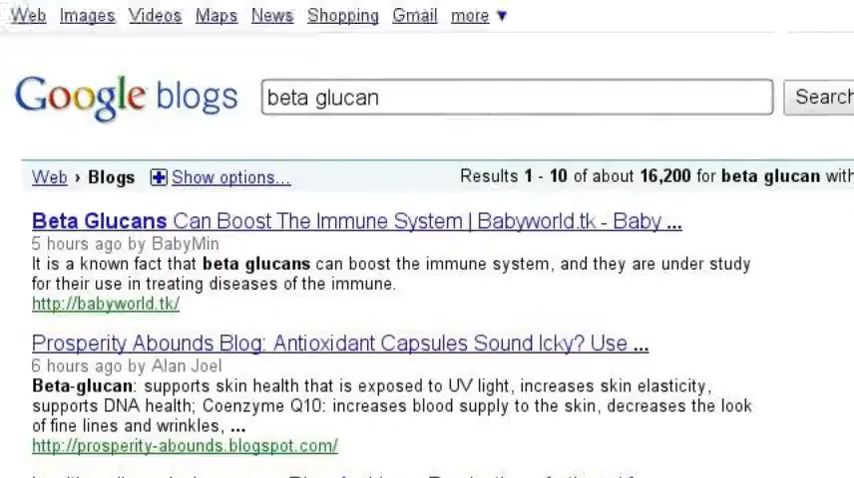 Web Images Videos Maps News Shopping Gmail more ▼
Google blogs beta glucan Search
Web › Blogs Show options... Results 1 - 10 of about 16,200 for beta glucan with
Beta Glucans Can Boost The Immune System | Babyworld.tk - Baby ...
5 hours ago by BabyMin
It is a known fact that beta glucans can boost the immune system, and they are under study
for their use in treating diseases of the immune.
http://babyworld.tk/
Prosperity Abounds Blog: Antioxidant Capsules Sound Icky? Use ...
6 hours ago by Alan Joel
Beta-glucan: supports skin health that is exposed to UV light, increases skin elasticity,
supports DNA health; Coenzyme Q10: increases blood supply to the skin, decreases the look
of fine lines and wrinkles, ...
http://prosperity-abounds.blogspot.com/